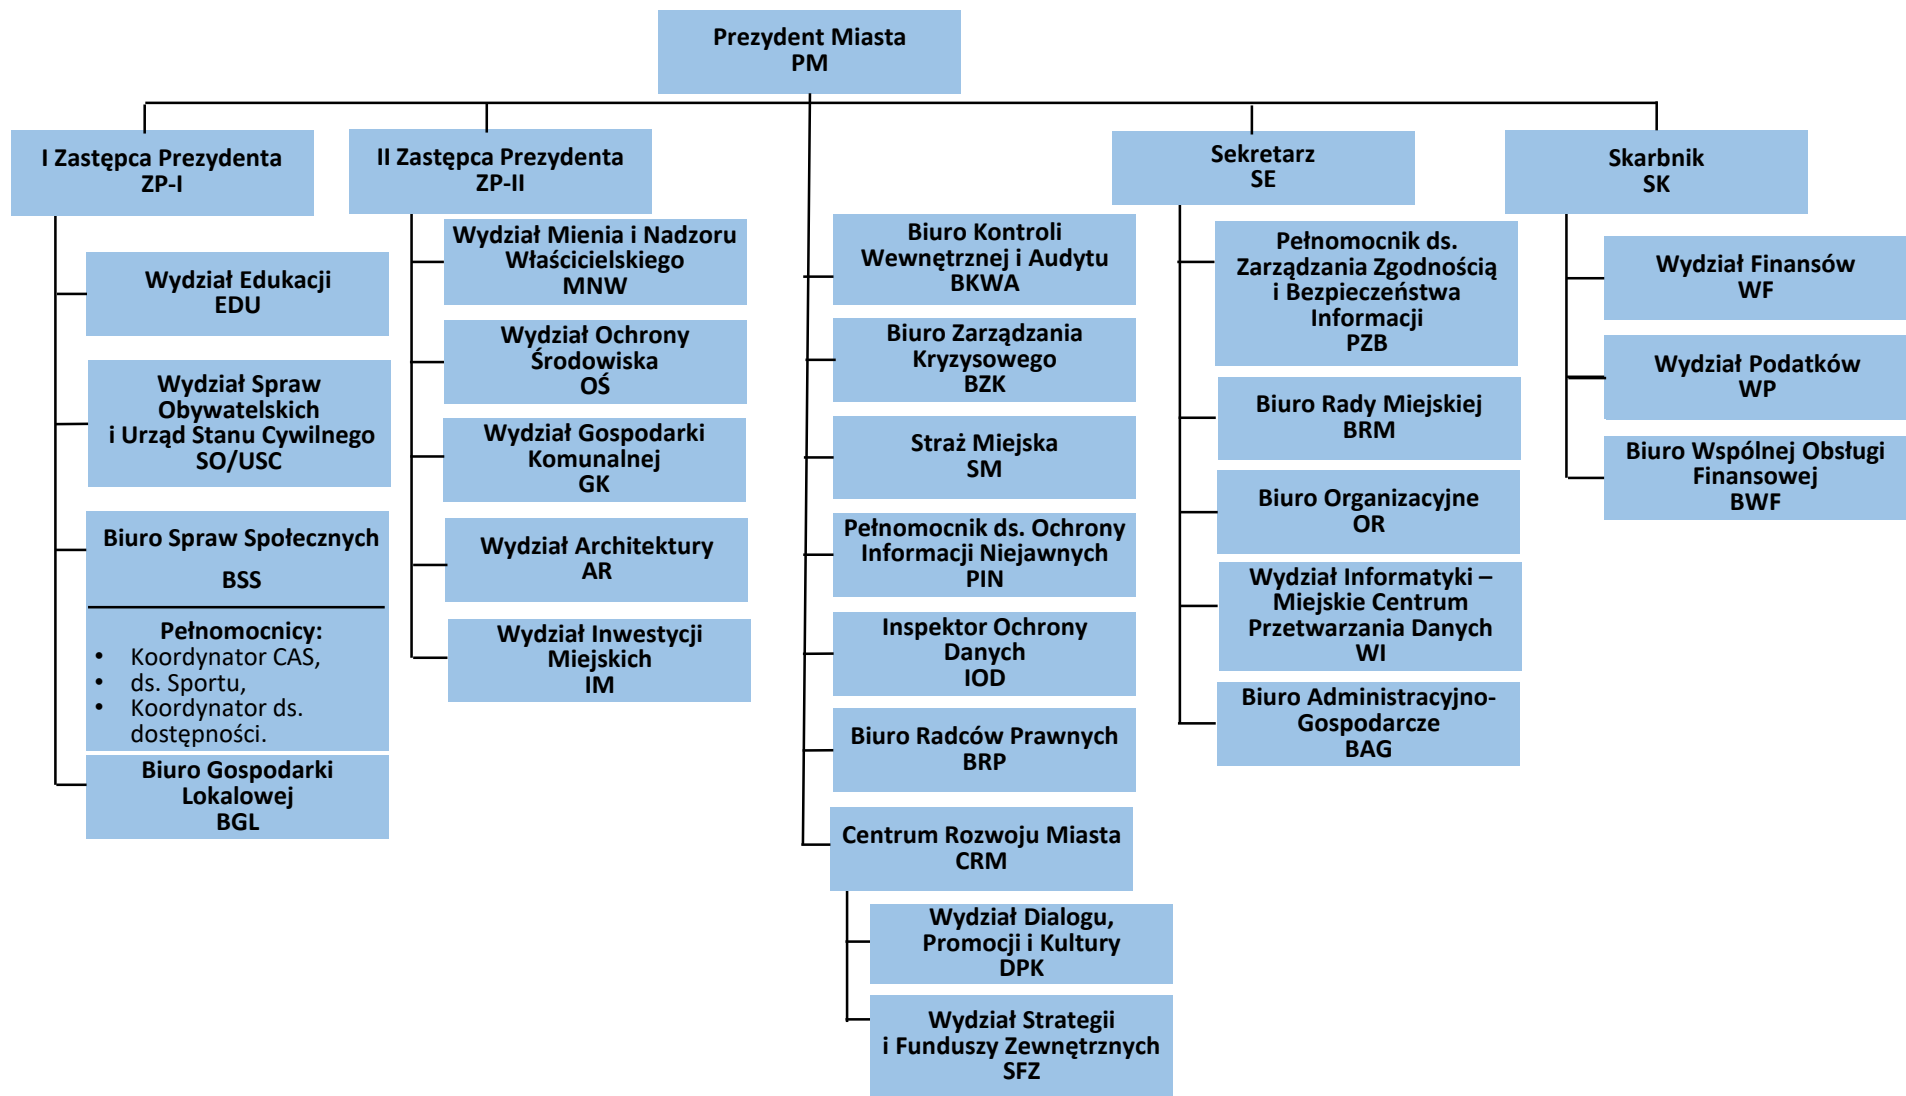 Prezydent Miasta
PM
I Zastępca Prezydenta
ZP-I
Wydział Edukacji
EDU
Wydział Spraw
Obywatelskich
i Urząd Stanu Cywilnego
SO/USC
Biuro Spraw Społecznych
BSS
Pełnomocnicy:
• Koordynator CAS,
• ds. Sportu,
• Koordynator ds.
dostępności.
Biuro Gospodarki
Lokalowej
BGL
II Zastępca Prezydenta
ZP-II
Wydział Mienia i Nadzoru
Właścicielskiego
MNW
Wydział Ochrony
Środowiska
OŚ
Wydział Gospodarki
Komunalnej
GK
Wydział Architektury
AR
Wydział Inwestycji
Miejskich
IM
Biuro Kontroli
Wewnętrznej i Audytu
BKWA
Biuro Zarządzania
Kryzysowego
BZK
Straż Miejska
SM
Pełnomocnik ds. Ochrony
Informacji Niejawnych
PIN
Inspektor Ochrony
Danych
IOD
Biuro Radców Prawnych
BRP
Centrum Rozwoju Miasta
CRM
Wydział Dialogu,
Promocji i Kultury
DPK
Wydział Strategii
i Funduszy Zewnętrznych
SFZ
Sekretarz
SE
Pełnomocnik ds.
Zarządzania Zgodnością
i Bezpieczeństwa
Informacji
PZB
Biuro Rady Miejskiej
BRM
Biuro Organizacyjne
OR
Wydział Informatyki –
Miejskie Centrum
Przetwarzania Danych
WI
Biuro Administracyjno-
Gospodarcze
BAG
Skarbnik
SK
Wydział Finansów
WF
Wydział Podatków
WP
Biuro Wspólnej Obsługi
Finansowej
BWF